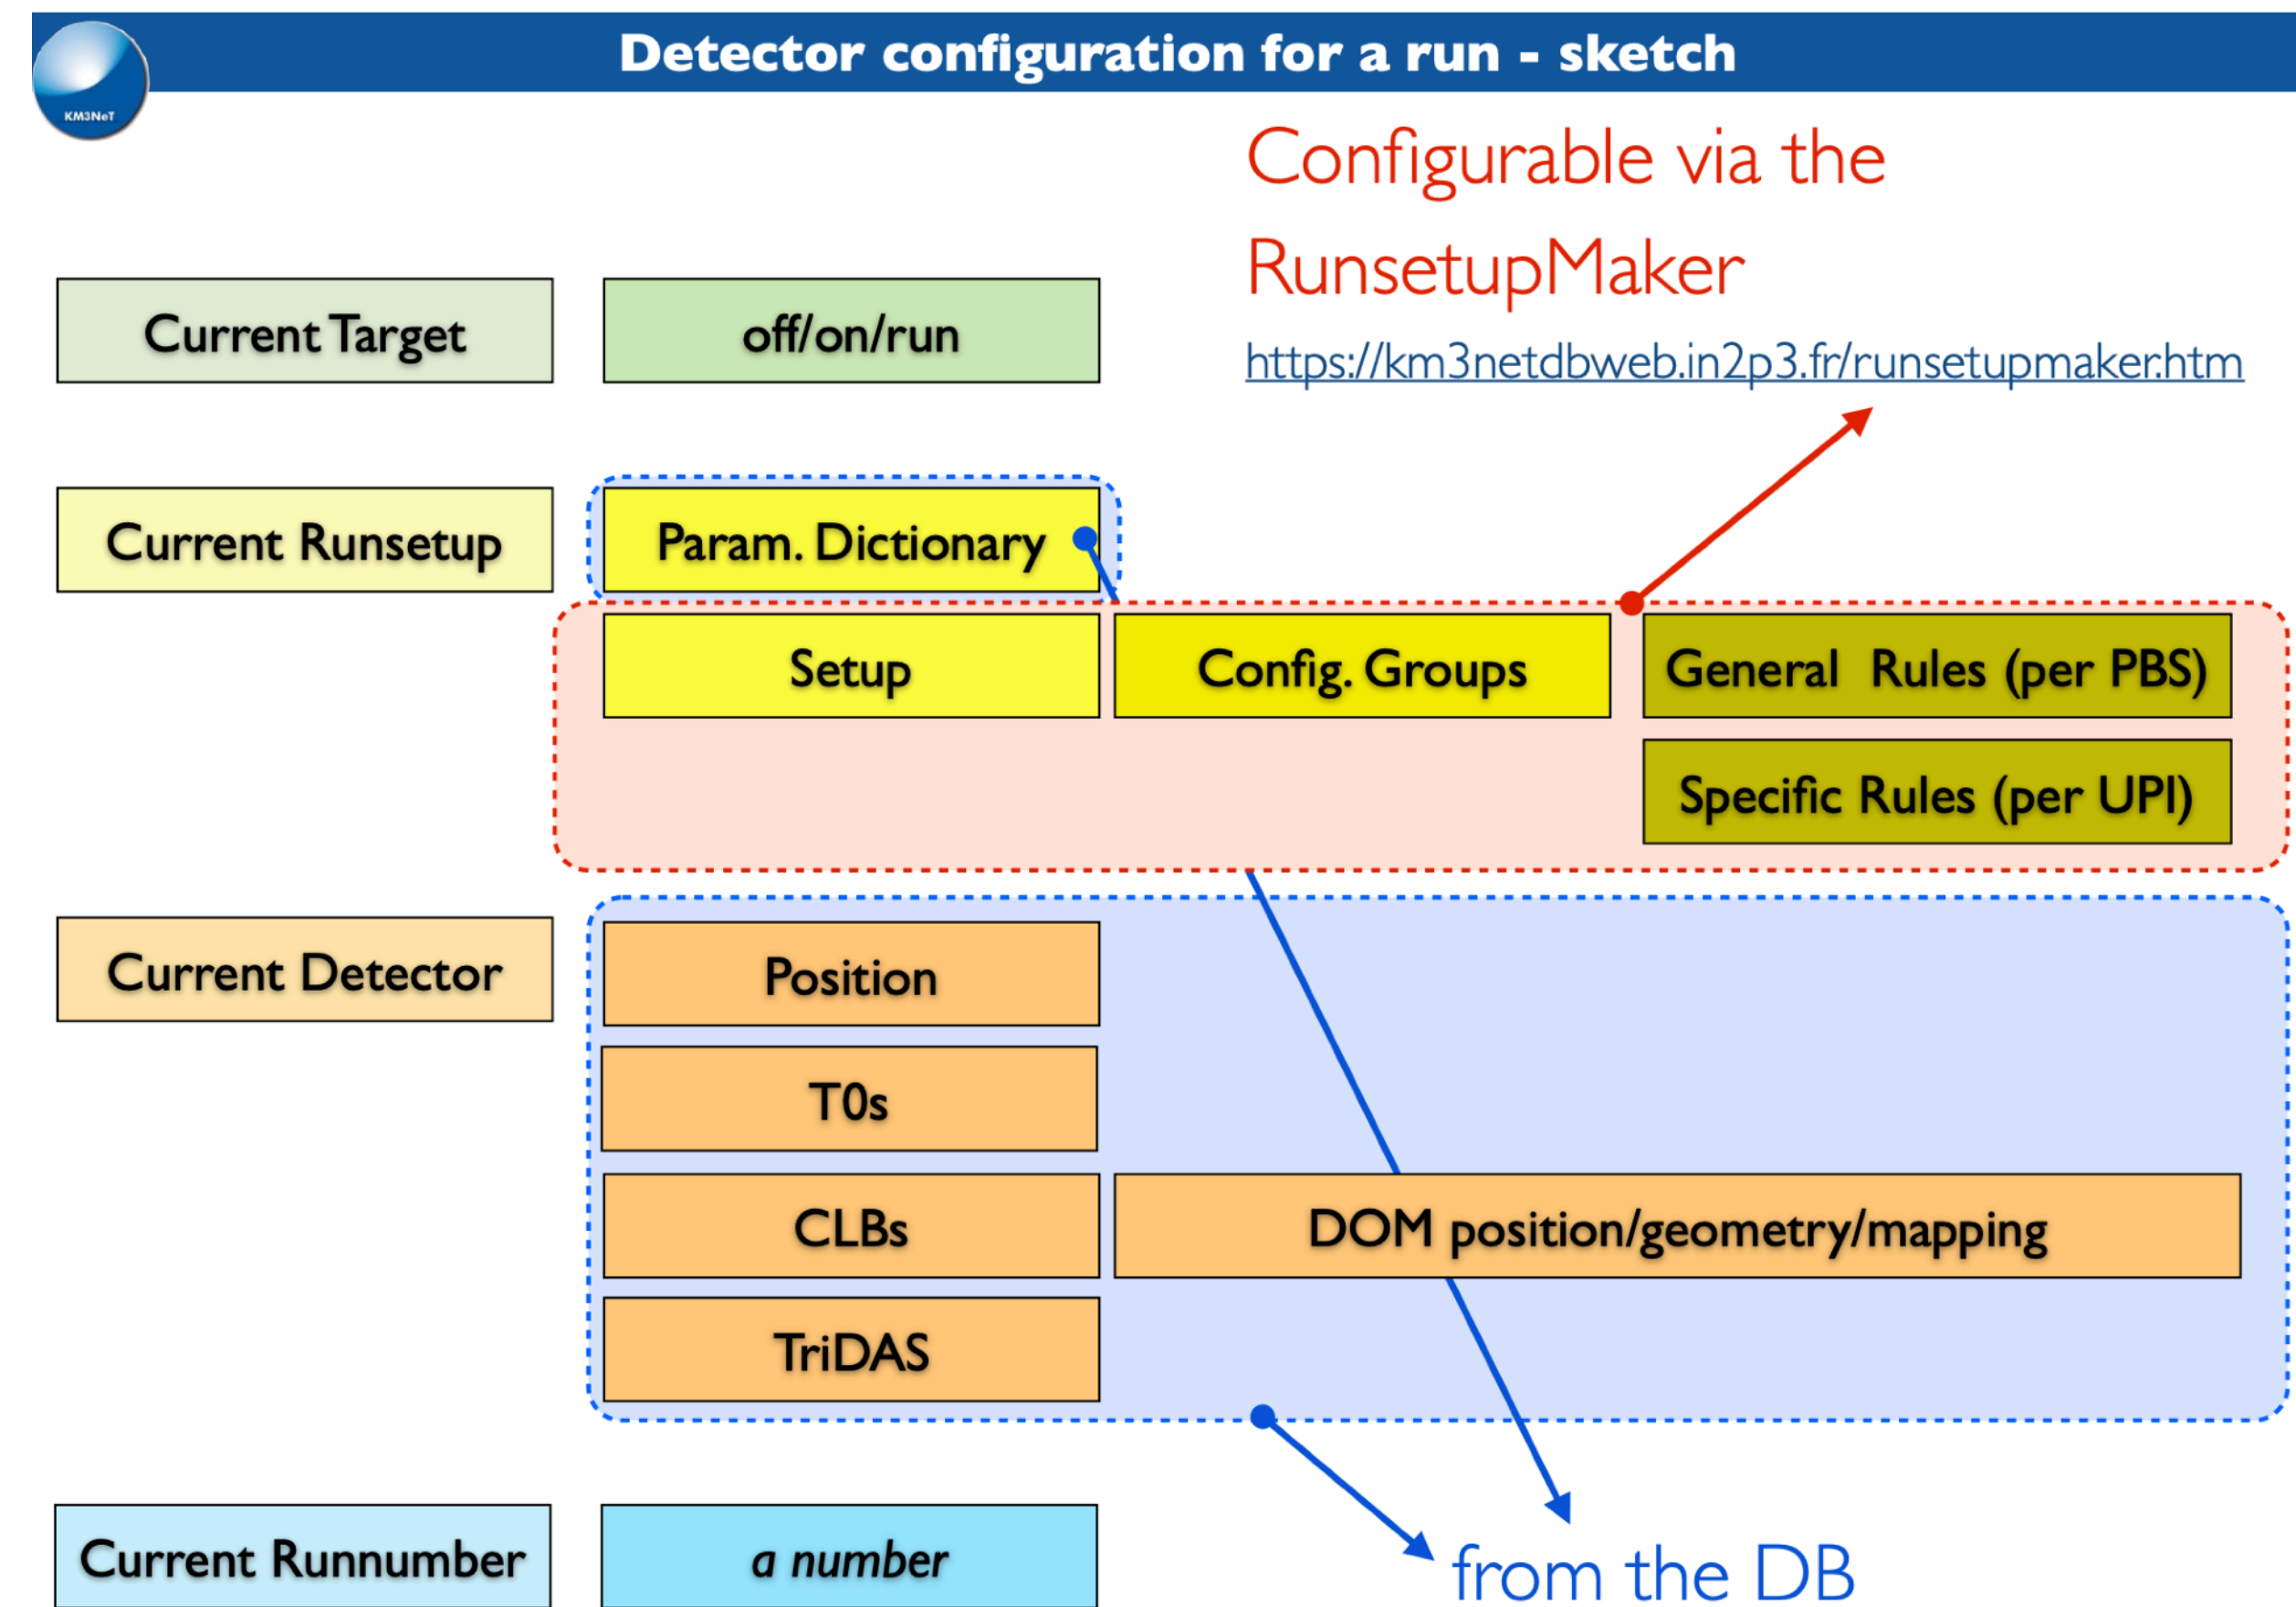 Detector configuration for a run - sketch
KM3NeT
Configurable via the
RunsetupMaker
https://km3netdbweb.in2p3.fr/runsetupmaker.htm
Current Target
off/on/run
Current Runsetup
Param. Dictionary
Setup
Config. Groups
General Rules (per PBS)
Specific Rules (per UPI)
Current Detector
Position
T0s
CLBs
DOM position/geometry/mapping
TriDAS
Current Runnumber
a number
from the DB